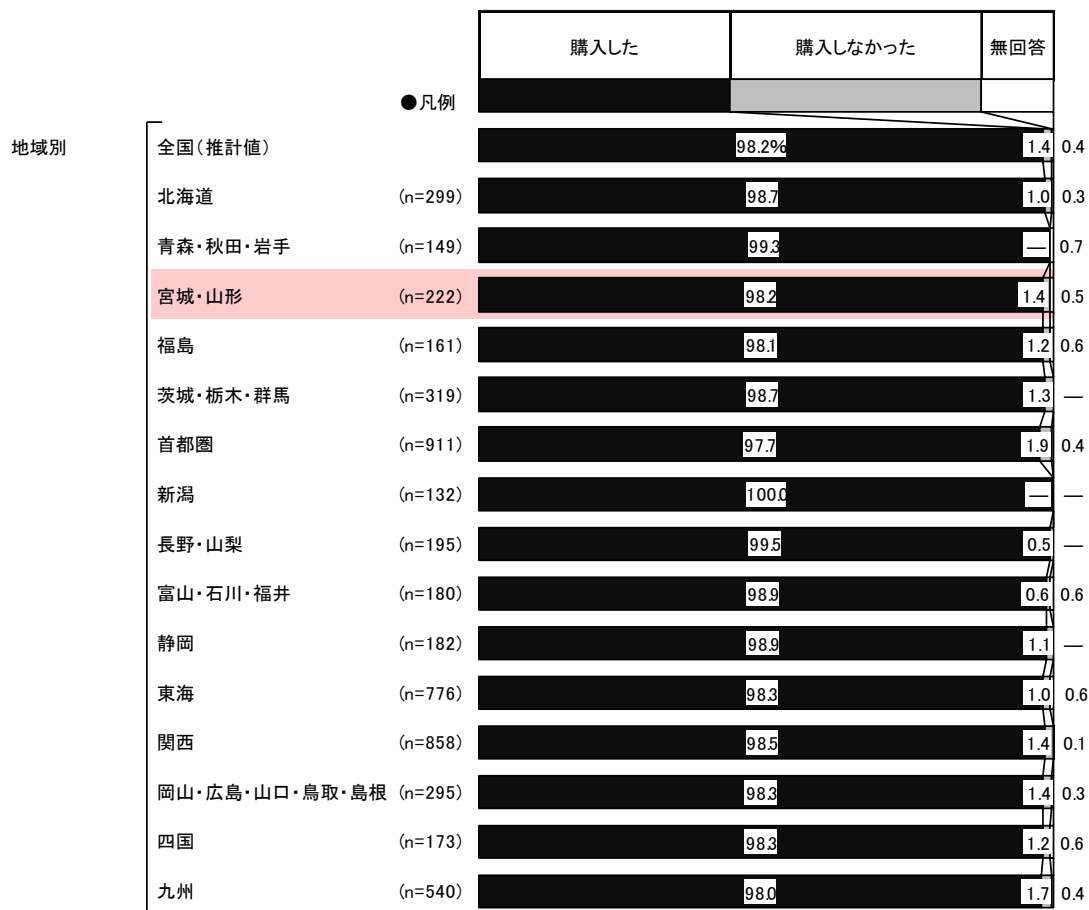 購入した 購入しなかった 無回答
●凡例
地域別 全国(推計値) 98.2% 1.4 0.4
北海道 (n=299) 98.7 1.0 0.3
青森・秋田・岩手 (n=149) 99.3 — 0.7
宮城・山形 (n=222) 98.2 1.4 0.5
福島 (n=161) 98.1 1.2 0.6
茨城・栃木・群馬 (n=319) 98.7 1.3 —
首都圏 (n=911) 97.7 1.9 0.4
新潟 (n=132) 100.0 — —
長野・山梨 (n=195) 99.5 0.5 —
富山・石川・福井 (n=180) 98.9 0.6 0.6
静岡 (n=182) 98.9 1.1 —
東海 (n=776) 98.3 1.0 0.6
関西 (n=858) 98.5 1.4 0.1
岡山・広島・山口・鳥取・島根 (n=295) 98.3 1.4 0.3
四国 (n=173) 98.3 1.2 0.6
九州 (n=540) 98.0 1.7 0.4